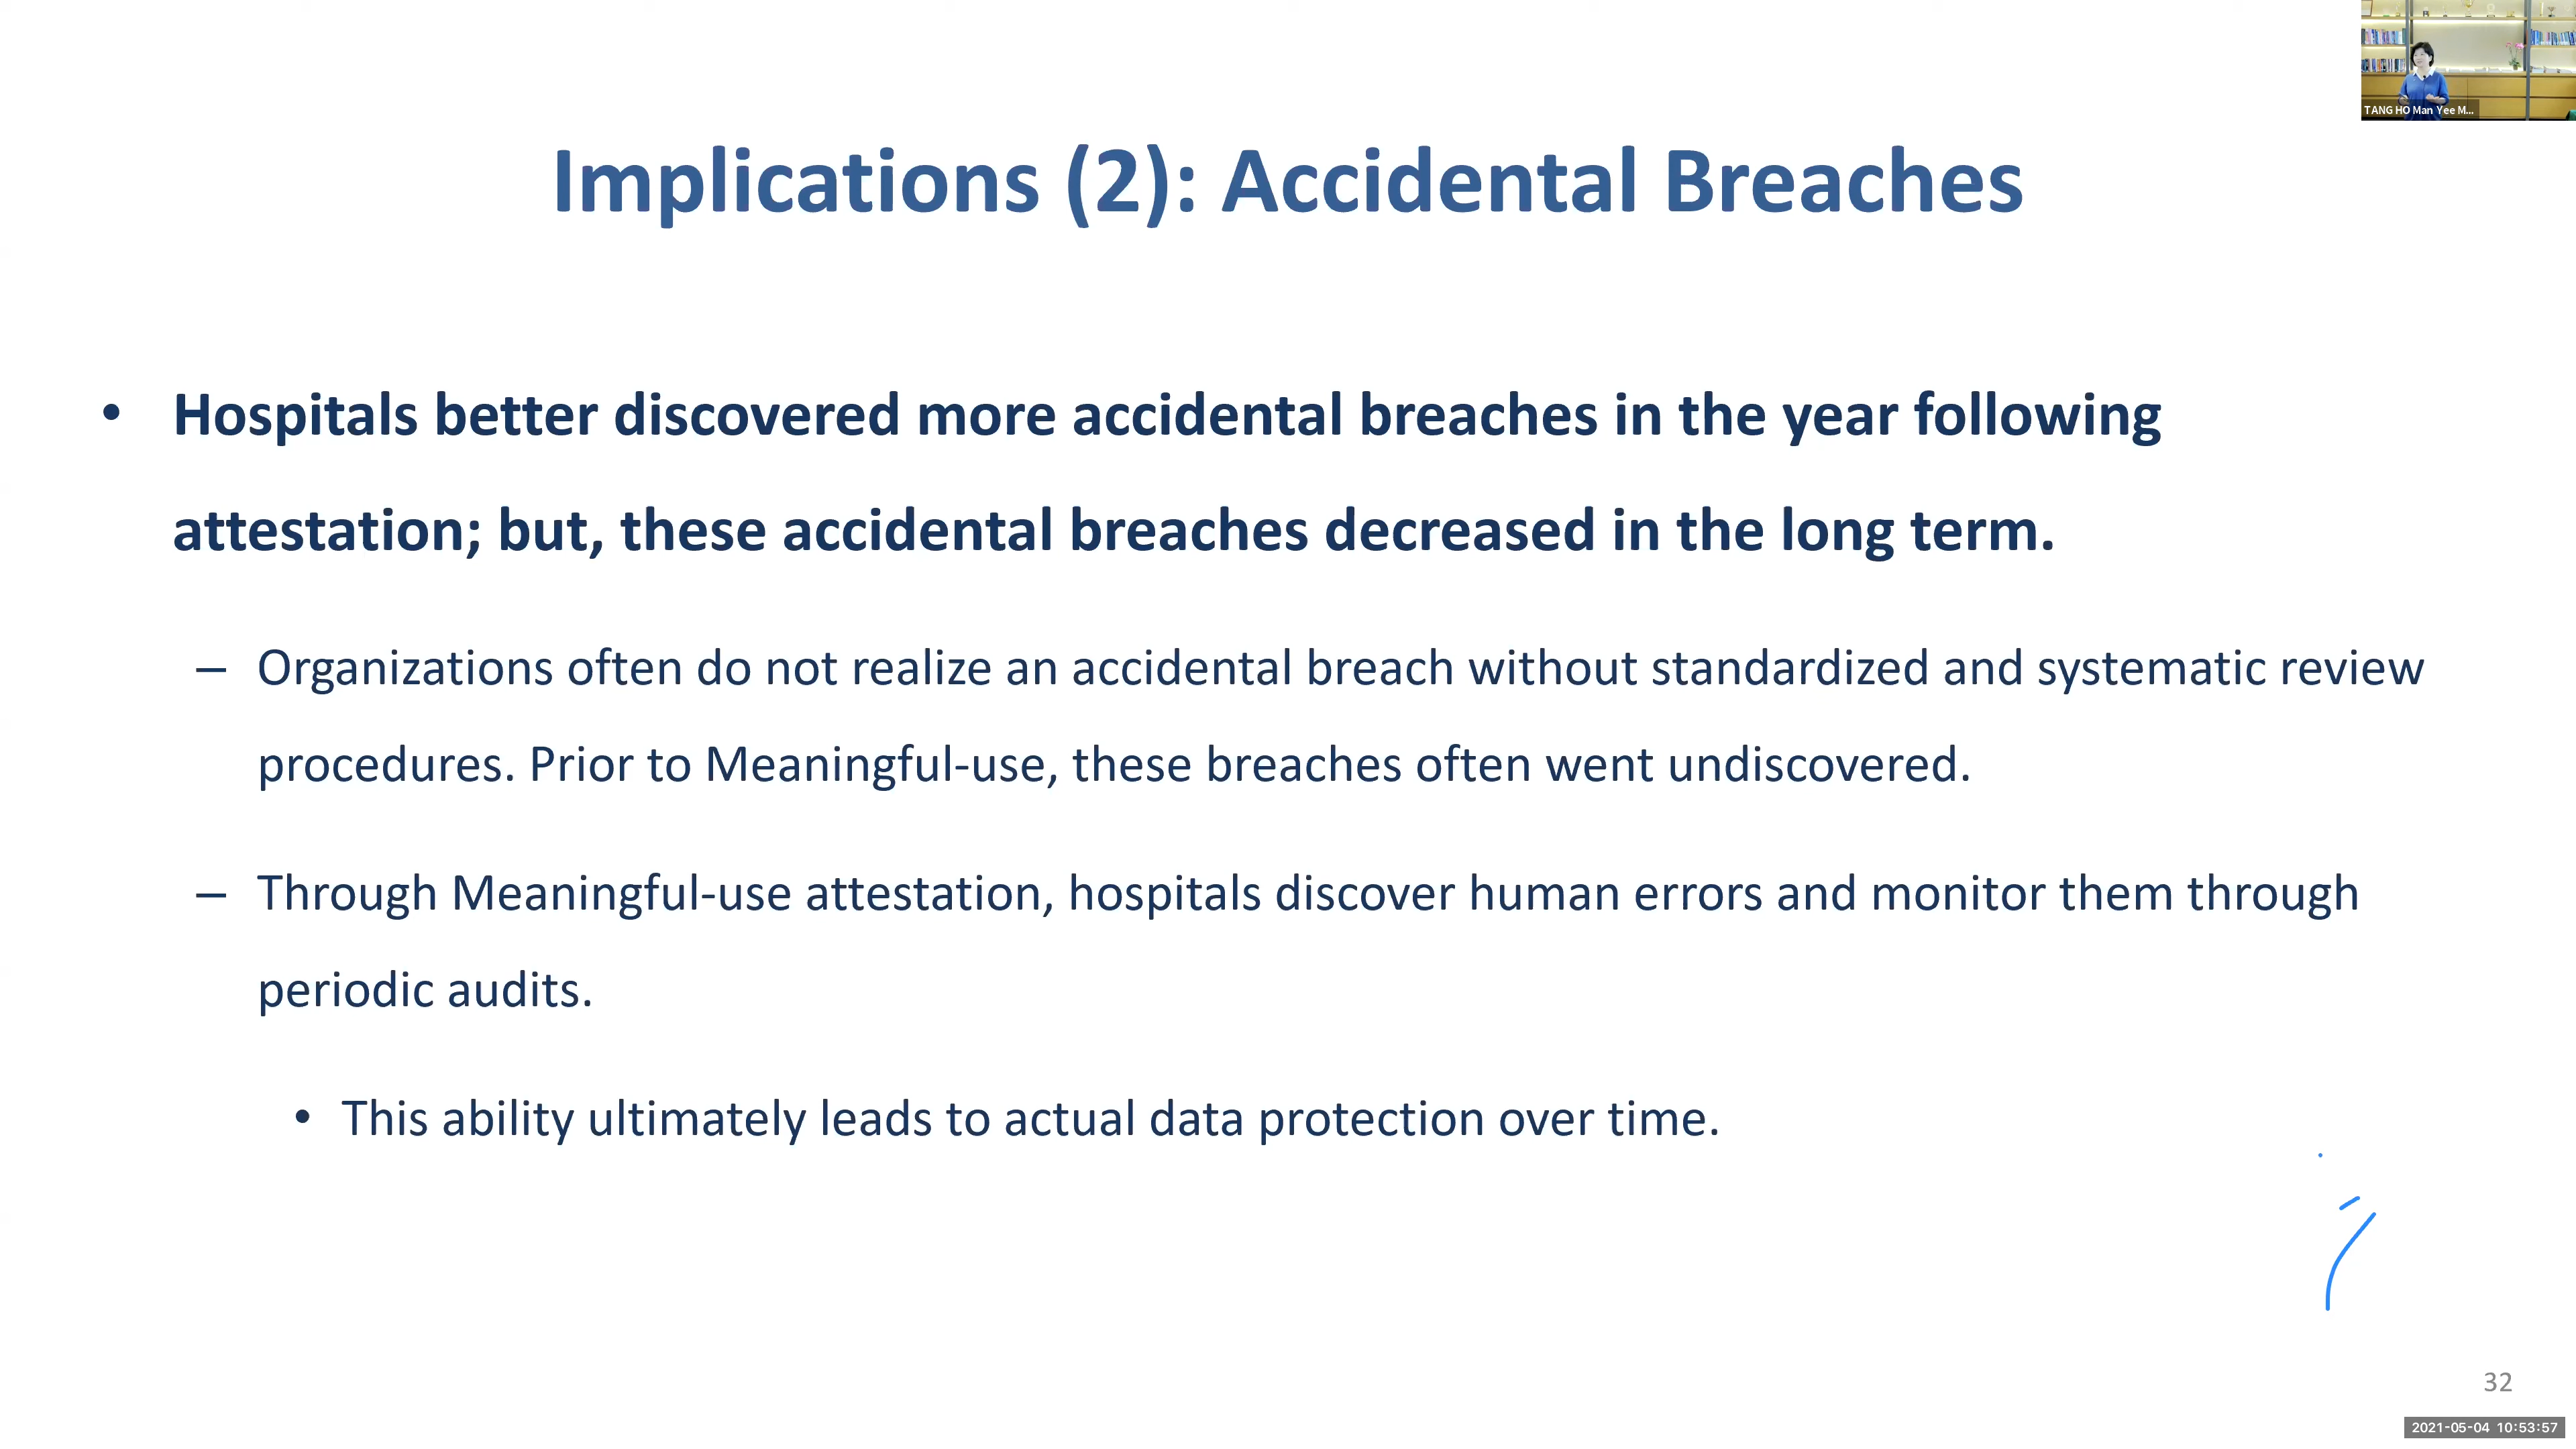 TANG HO Man Yee M...
Implications (2): Accidental Breaches
• Hospitals better discovered more accidental breaches in the year following
attestation; but, these accidental breaches decreased in the long term.
– Organizations often do not realize an accidental breach without standardized and systematic review
procedures. Prior to Meaningful-use, these breaches often went undiscovered.
– Through Meaningful-use attestation, hospitals discover human errors and monitor them through
periodic audits.
• This ability ultimately leads to actual data protection over time.
32
2021-05-04 10:53:57